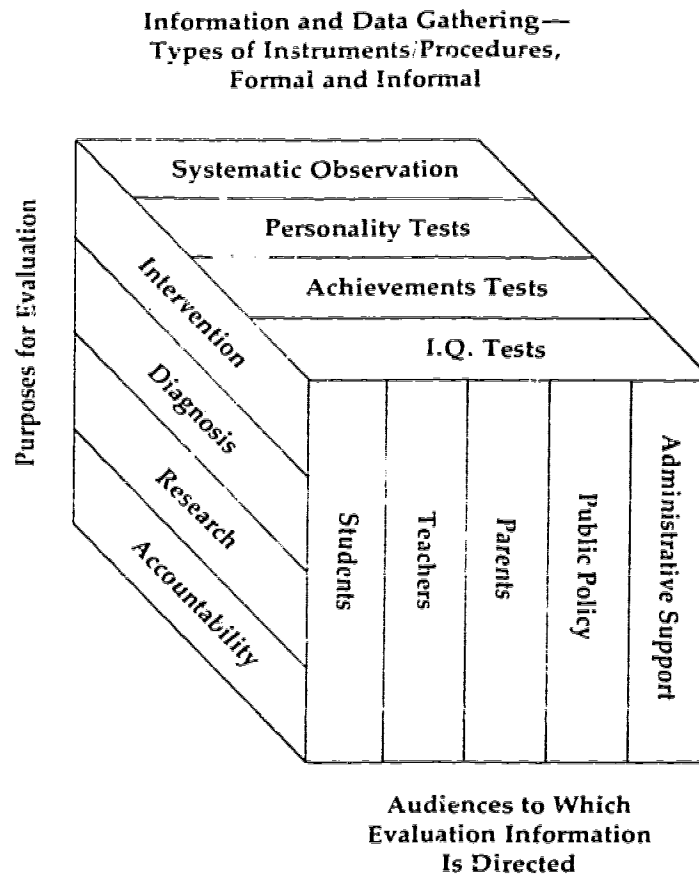 Information and Data Gathering—
Types of Instruments/Procedures,
Formal and Informal
Systematic Observation
Personality Tests
Achievements Tests
I.Q. Tests
Purposes for Evaluation
Intervention
Diagnosis
Research
Accountability
Students
Teachers
Parents
Public Policy
Administrative Support
Audiences to Which
Evaluation Information
Is Directed